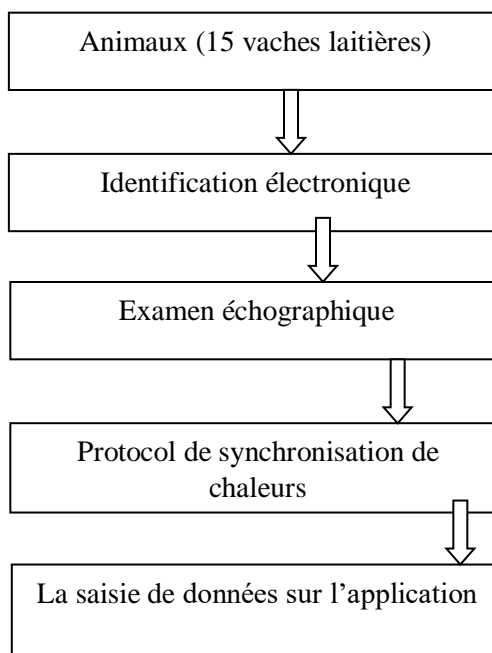 Animaux (15 vaches laitières)
Identification électronique
Examen échographique
Protocol de synchronisation de
chaleurs
La saisie de données sur l’application